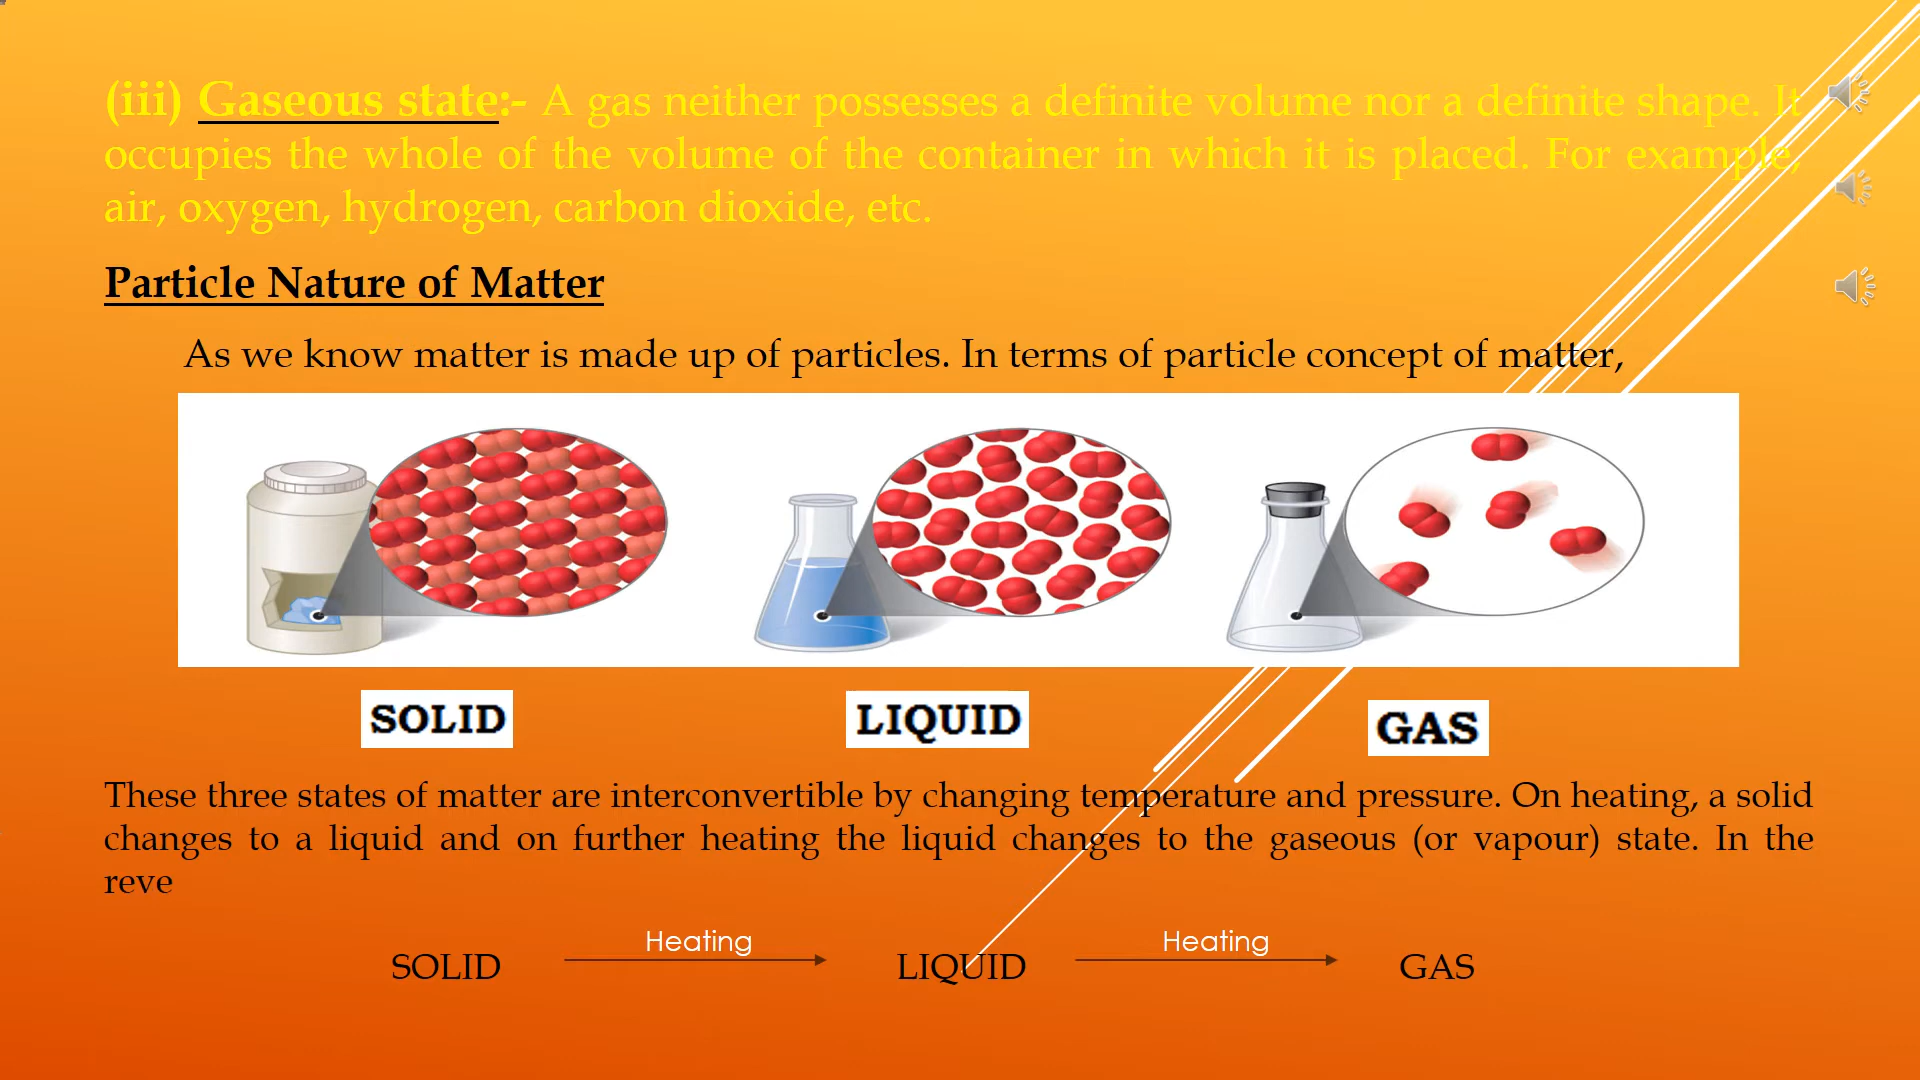 (iii) Gaseous state:- A gas neither possesses a definite volume nor a definite shape. It
occupies the whole of the volume of the container in which it is placed. For example,
air, oxygen, hydrogen, carbon dioxide, etc.
Particle Nature of Matter
As we know matter is made up of particles. In terms of particle concept of matter,
SOLID
LIQUID
GAS
These three states of matter are interconvertible by changing temperature and pressure. On heating, a solid
changes to a liquid and on further heating the liquid changes to the gaseous (or vapour) state. In the
reve
Heating
Heating
SOLID
LIQUID
GAS